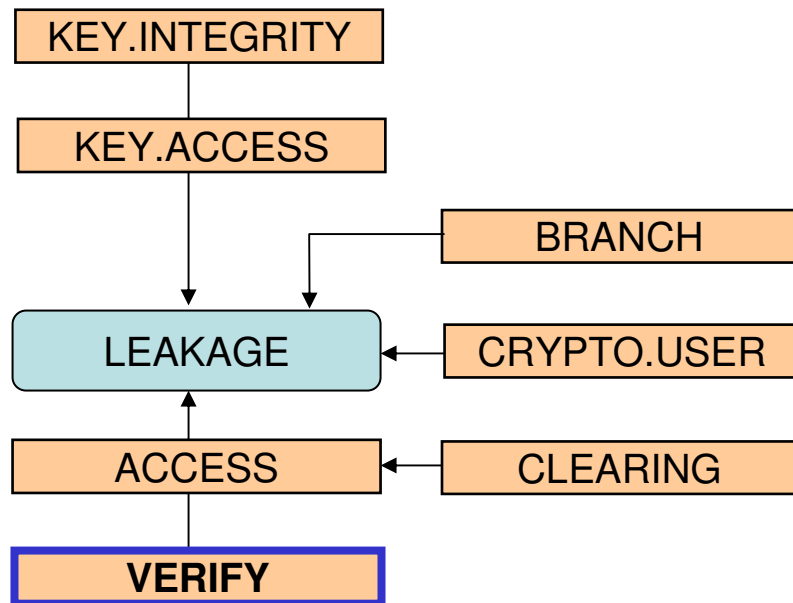 KEY.INTEGRITY
KEY.ACCESS
BRANCH
LEAKAGE
CRYPTO.USER
ACCESS
CLEARING
VERIFY